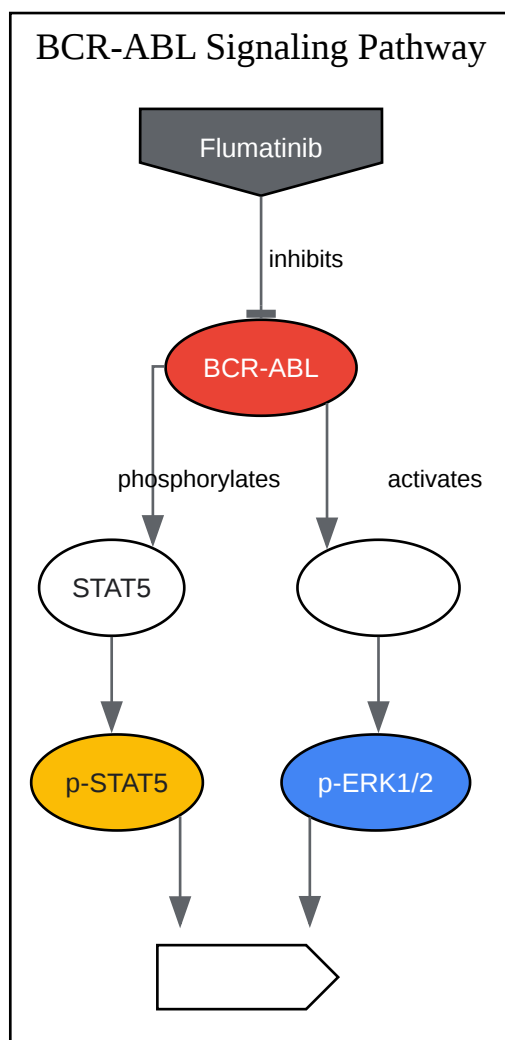 BCR-ABL Signaling Pathway
Flumatinib
inhibits
BCR-ABL
phosphorylates
activates
STAT5
p-STAT5
p-ERK1/2